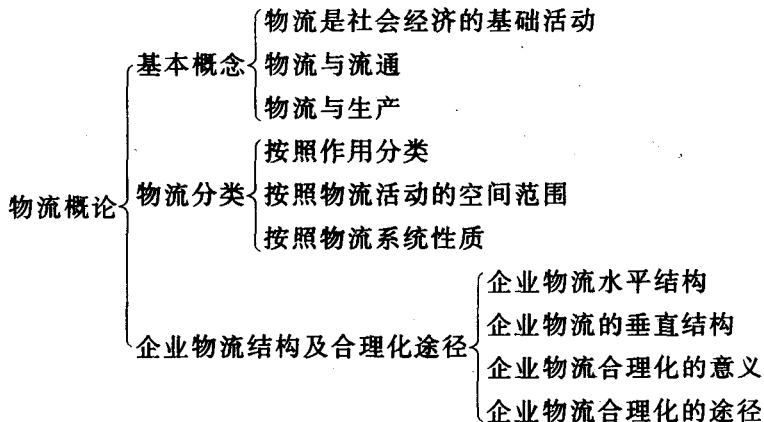 物流是社会经济的基础活动
基本概念
物流与流通
物流与生产
按照作用分类
物流概论
物流分类
按照物流活动的空间范围
按照物流系统性质
企业物流水平结构
企业物流的垂直结构
企业物流结构及合理化途径
企业物流合理化的意义
企业物流合理化的途径